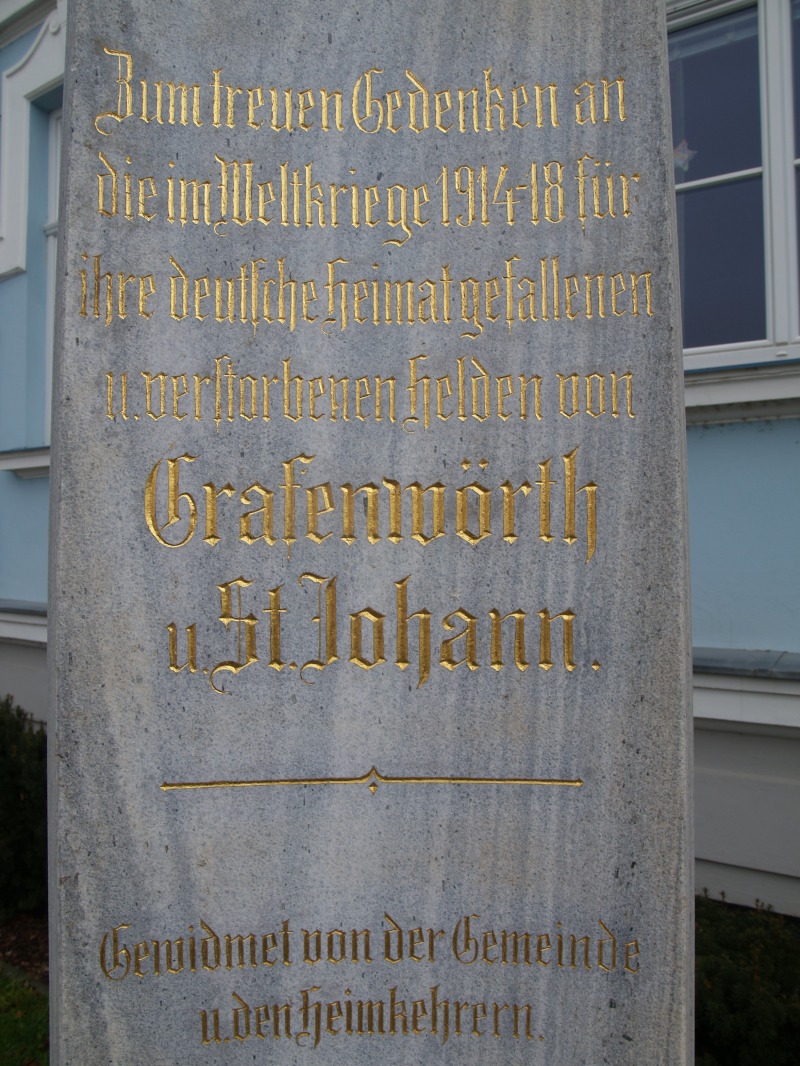 Zum treuen Gedenken an
die im Weltkriege 1914-18 für
ihre deutsche Heimat gefallenen
u. verstorbenen Helden von
Grafenwörth
u. St. Johann.
Gewidmet von der Gemeinde
u. den Heimkehrern.